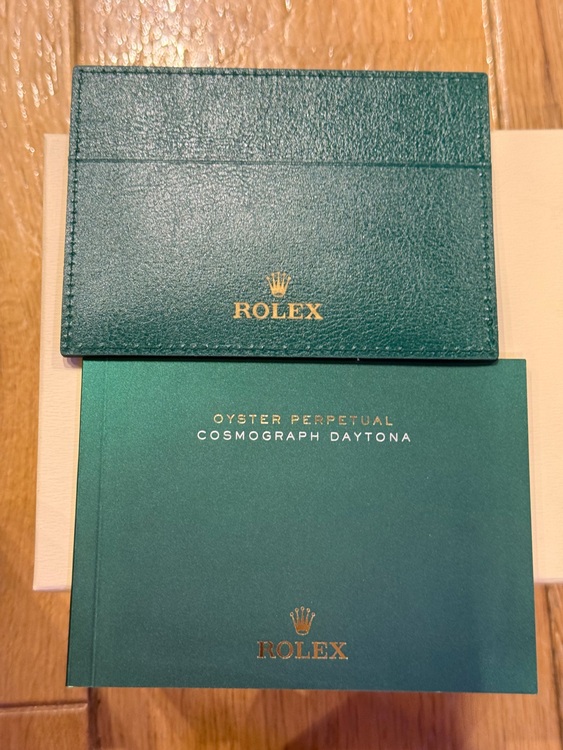 ROLEX
OYSTER PERPETUAL
COSMOGRAPH DAYTONA
ROLEX